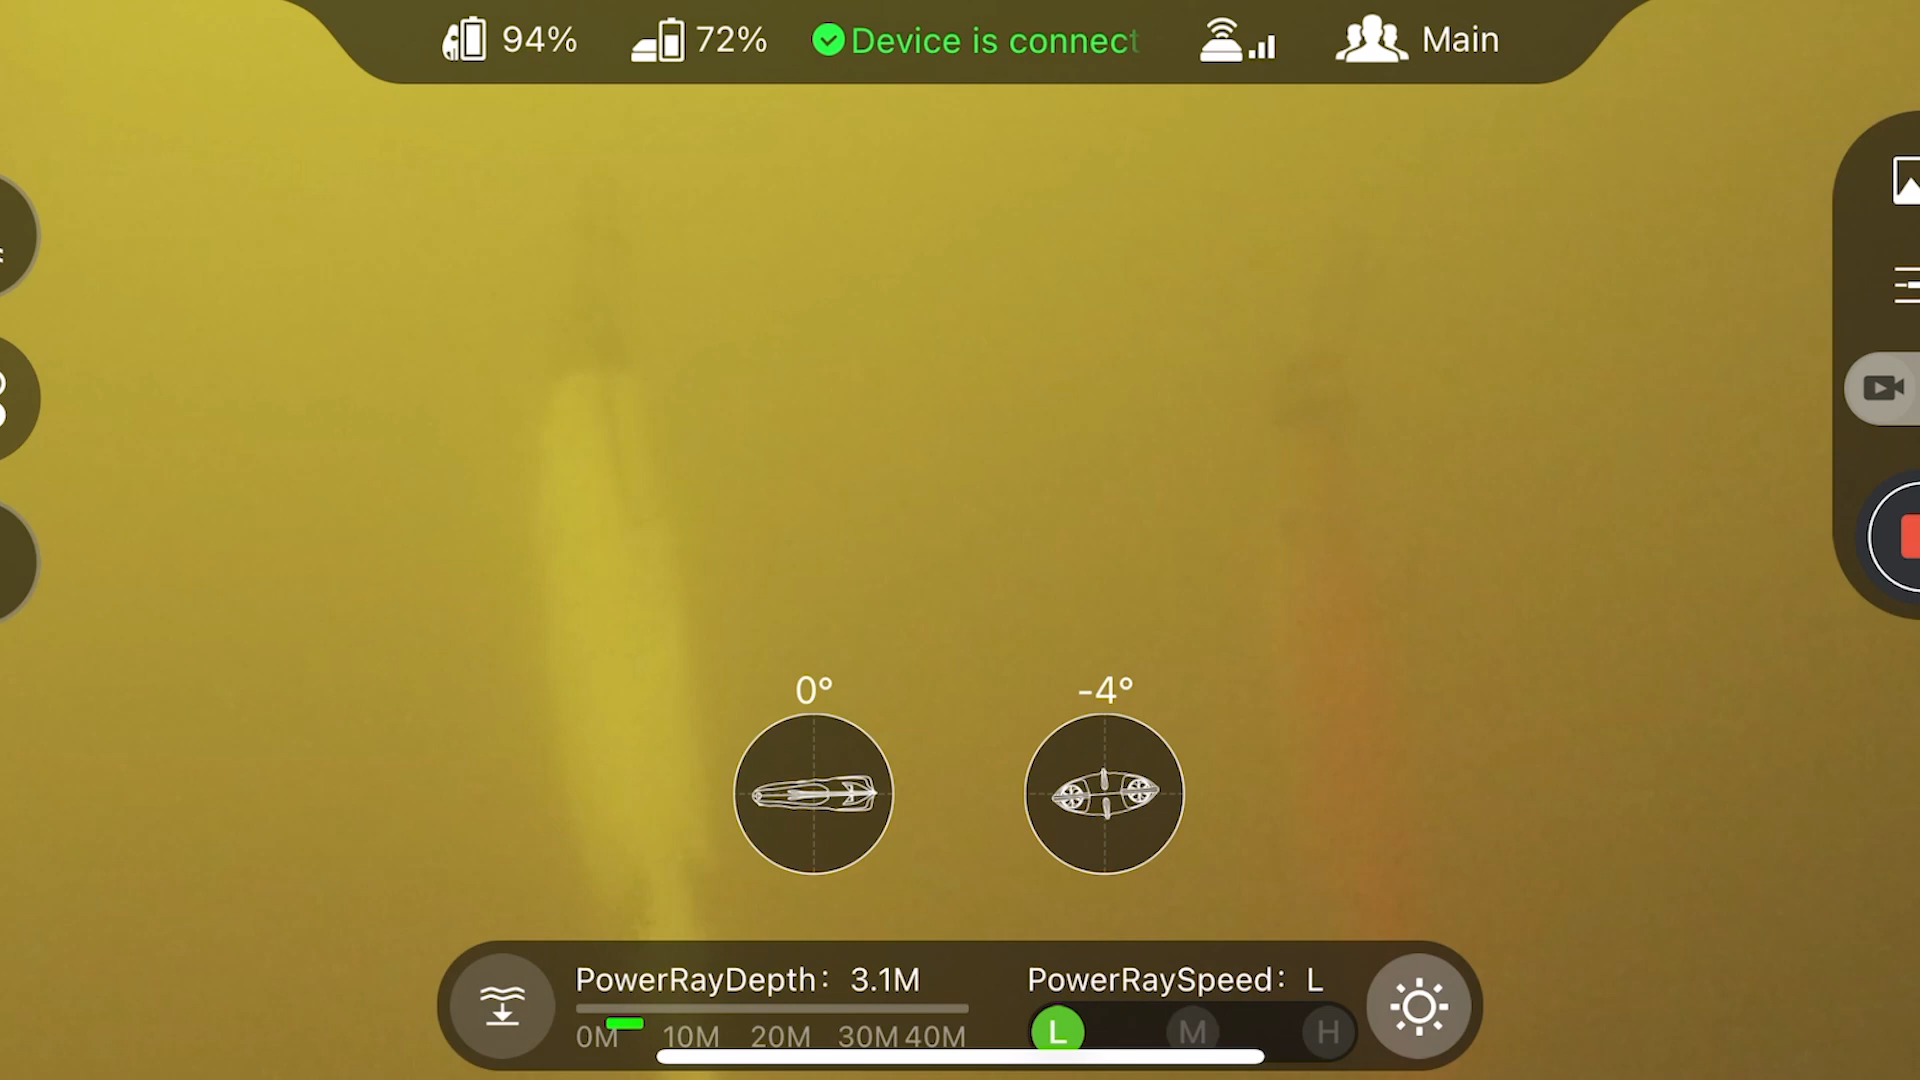 94%
72%
Device is connect
Main
0°
-4°
PowerRayDepth: 3.1M
0M 10M 20M 30M 40M
PowerRaySpeed: L
L M H